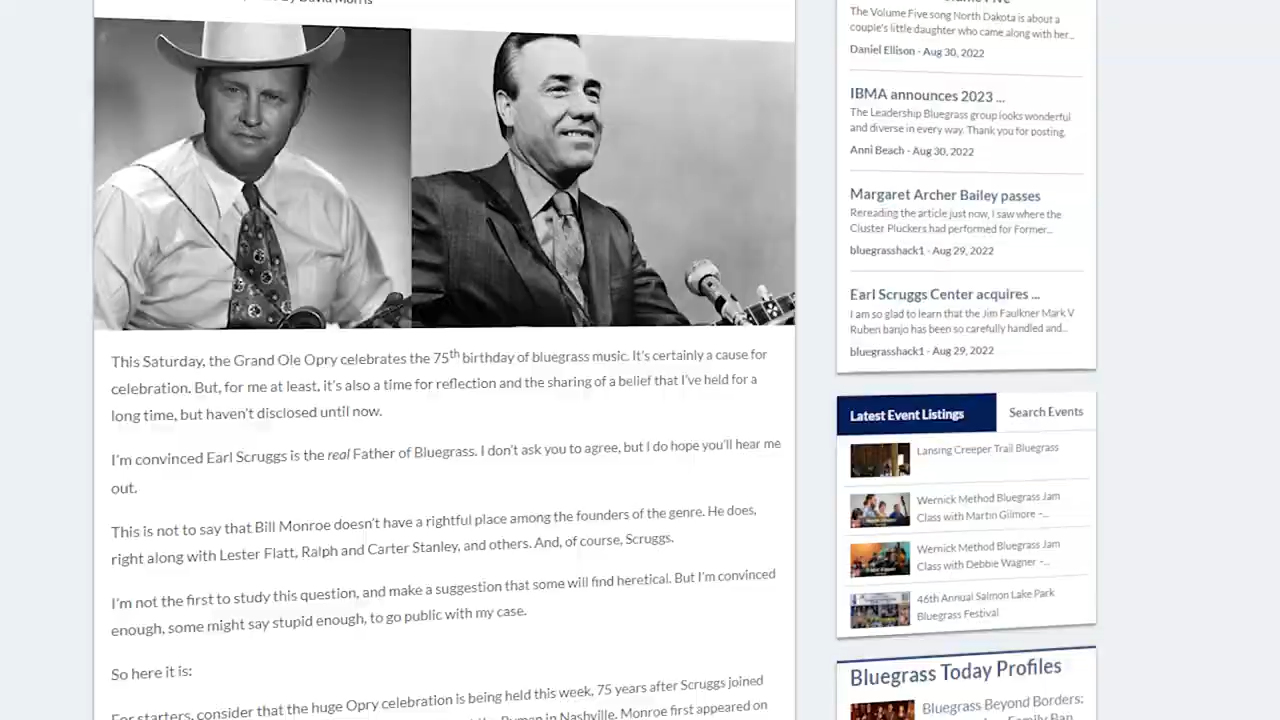 by David Morris
This Saturday, the Grand Ole Opry celebrates the 75th birthday of bluegrass music. It's certainly a cause for
celebration. But, for me at least, it's also a time for reflection and the sharing of a belief that I've held for a
long time, but haven't disclosed until now.
I'm convinced Earl Scruggs is the real Father of Bluegrass. I don't ask you to agree, but I do hope you'll hear me
out.
This is not to say that Bill Monroe doesn't have a rightful place among the founders of the genre. He does,
right along with Lester Flatt, Ralph and Carter Stanley, and others. And, of course, Scruggs.
I'm not the first to study this question, and make a suggestion that some will find heretical. But I'm convinced
enough, some might say stupid enough, to go public with my case.
So here it is:
For starters, consider that the huge Opry celebration is being held this week, 75 years after Scruggs joined
the Ryman in Nashville. Monroe first appeared on
Volume Five
The Volume Five song North Dakota is about a
couple's little daughter who came along with her...
Daniel Ellison - Aug 30, 2022
IBMA announces 2023 ...
The Leadership Bluegrass group looks wonderful
and diverse in every way. Thank you for posting.
Anni Beach - Aug 30, 2022
Margaret Archer Bailey passes
Rereading the article just now, I saw where the
Cluster Pluckers had performed for Former...
bluegrasshack1 - Aug 29, 2022
Earl Scruggs Center acquires ...
I am so glad to learn that the Jim Faulkner Mark V
Ruben banjo has been so carefully handled and...
bluegrasshack1 - Aug 29, 2022
Latest Event Listings
Search Events
Lansing Creeper Trail Bluegrass
Wernick Method Bluegrass Jam
Class with Martin Gilmore –...
Wernick Method Bluegrass Jam
Class with Debbie Wagner –...
46th Annual Salmon Lake Park
Bluegrass Festival
Bluegrass Today Profiles
Bluegrass Beyond Borders:
Family Ban